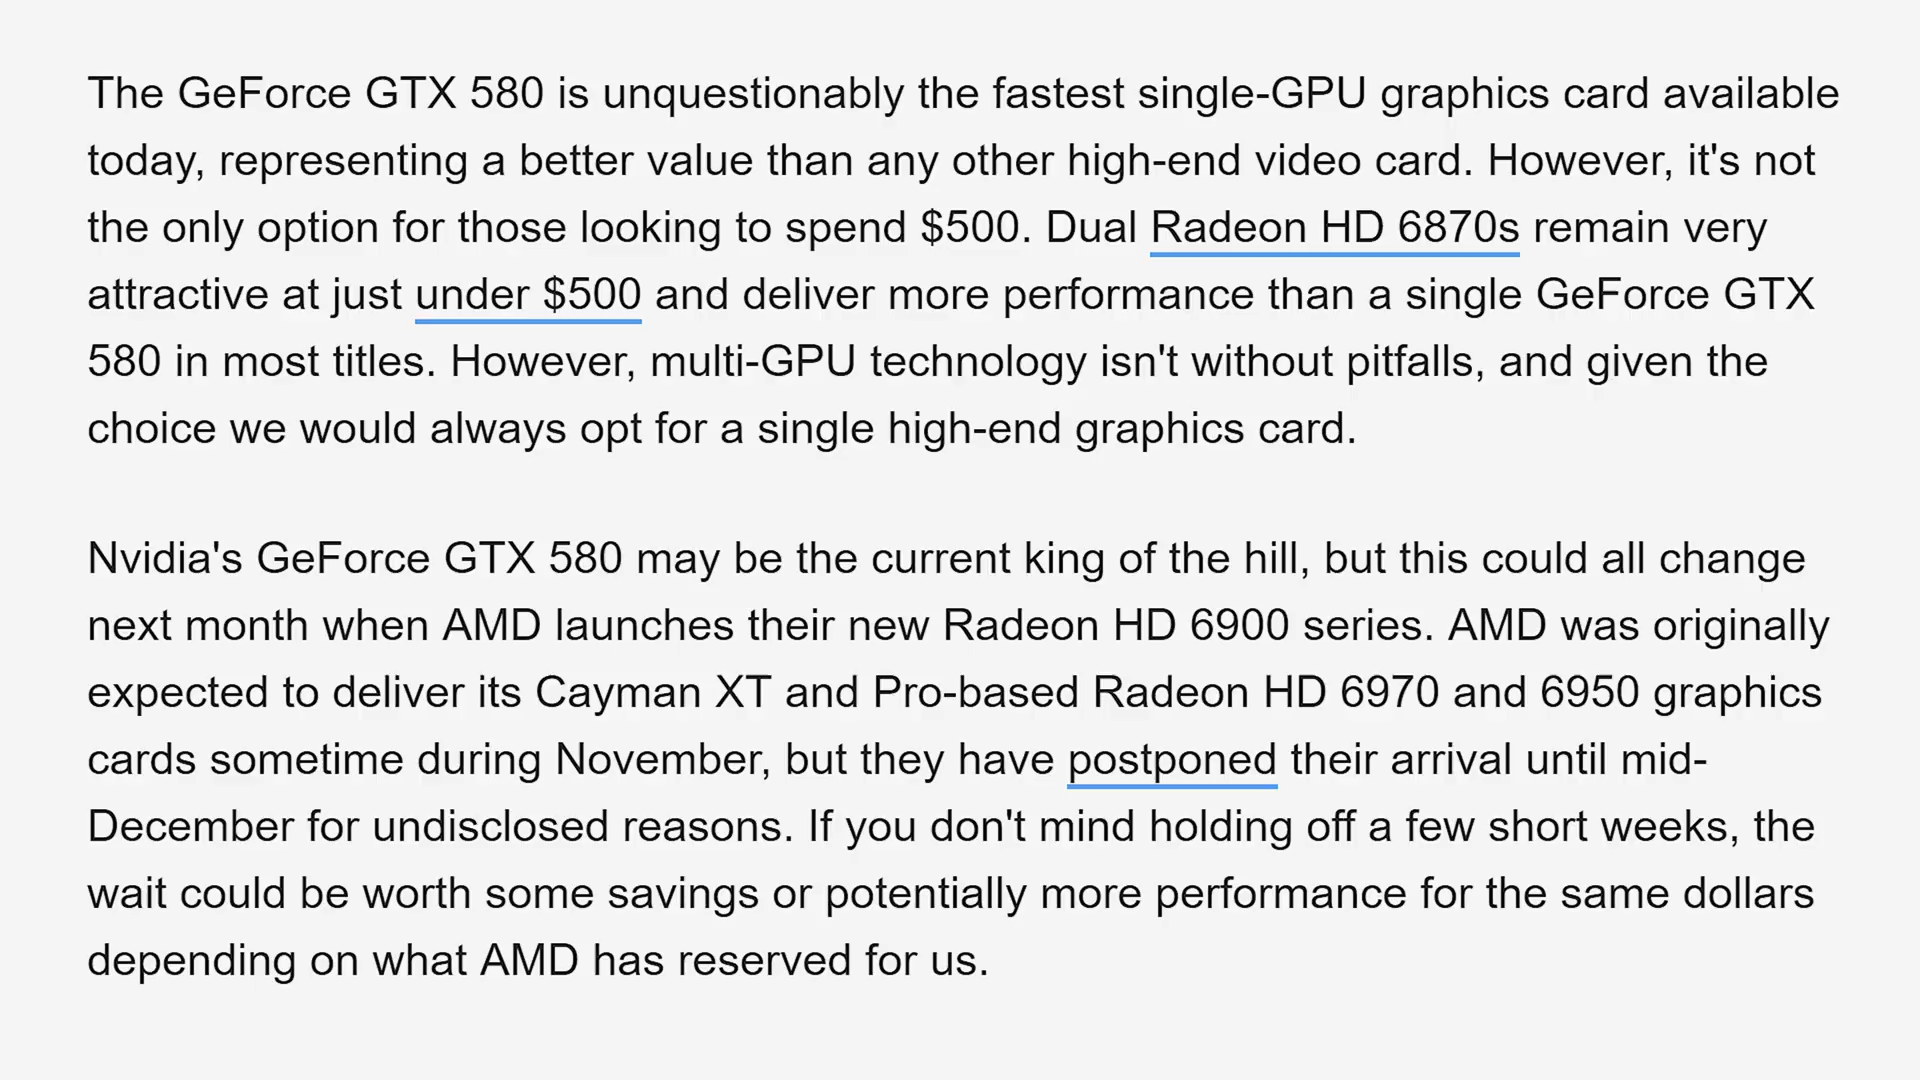 The GeForce GTX 580 is unquestionably the fastest single-GPU graphics card available
today, representing a better value than any other high-end video card. However, it's not
the only option for those looking to spend $500. Dual Radeon HD 6870s remain very
attractive at just under $500 and deliver more performance than a single GeForce GTX
580 in most titles. However, multi-GPU technology isn't without pitfalls, and given the
choice we would always opt for a single high-end graphics card.
Nvidia's GeForce GTX 580 may be the current king of the hill, but this could all change
next month when AMD launches their new Radeon HD 6900 series. AMD was originally
expected to deliver its Cayman XT and Pro-based Radeon HD 6970 and 6950 graphics
cards sometime during November, but they have postponed their arrival until mid-
December for undisclosed reasons. If you don't mind holding off a few short weeks, the
wait could be worth some savings or potentially more performance for the same dollars
depending on what AMD has reserved for us.